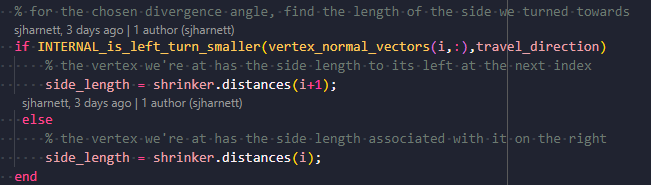 % for the chosen divergence angle, find the length of the side we turned towards
sjharnett, 3 days ago | 1 author (sjharnett)
if INTERNAL_is_left_turn_smaller(vertex_normal_vectors(i,:),travel_direction)
% the vertex we're at has the side length to its left at the next index
side_length = shrinker.distances(i+1);
sjharnett, 3 days ago | 1 author (sjharnett)
else
% the vertex we're at has the side length associated with it on the right
side_length = shrinker.distances(i);
end